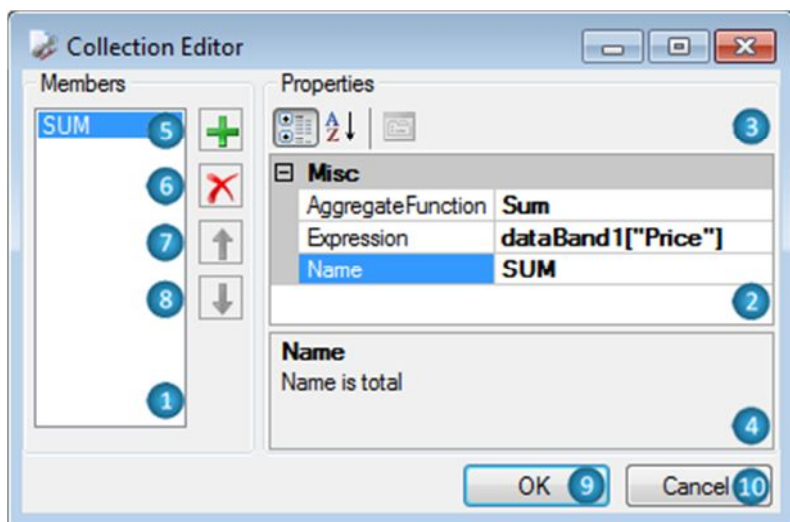 Collection Editor
Members
Properties
SUM 5
3
A Z
6
Misc
AggregateFunction Sum
7
Expression dataBand1["Price"]
Name SUM
8
2
Name
Name is total
1
4
OK 9
Cancel 10